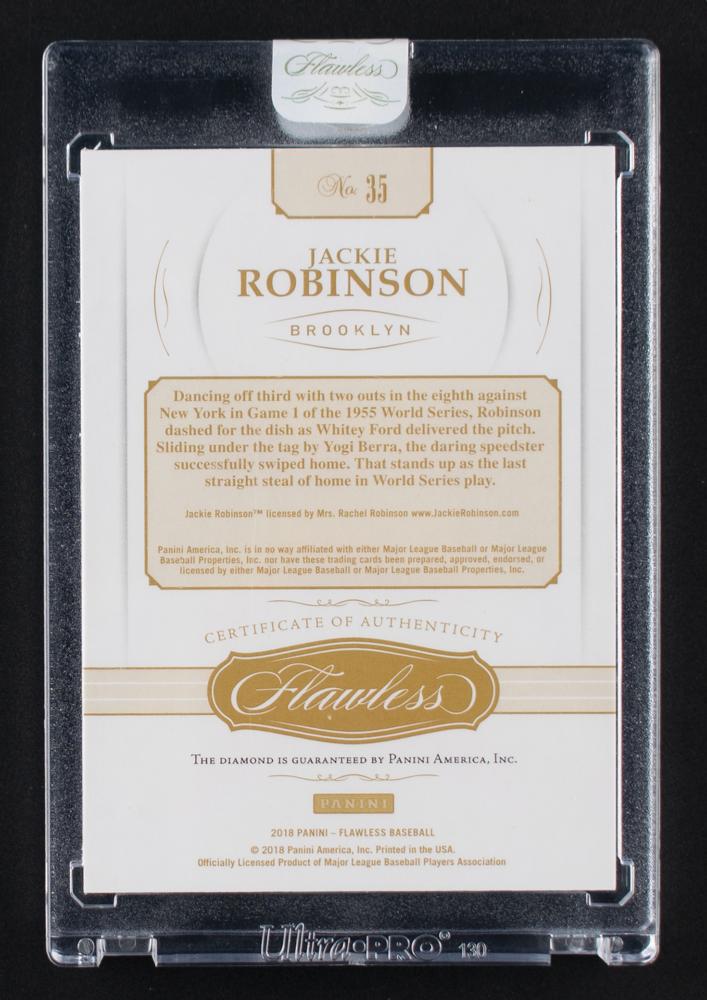 Flawless
No. 35
JACKIE
ROBINSON
BROOKLYN
Dancing off third with two outs in the eighth against
New York in Game 1 of the 1955 World Series, Robinson
dashed for the dish as Whitey Ford delivered the pitch.
Sliding under the tag by Yogi Berra, the daring speedster
successfully swiped home. That stands up as the last
straight steal of home in World Series play.
Jackie Robinson™ licensed by Mrs. Rachel Robinson www.JackieRobinson.com
Panini America, Inc. is in no way affiliated with either Major League Baseball or Major League
Baseball Properties, Inc. nor have these trading cards been prepared, approved, endorsed, or
licensed by either Major League Baseball or Major League Baseball Properties, Inc.
CERTIFICATE OF AUTHENTICITY
Flawless
THE DIAMOND IS GUARANTEED BY PANINI AMERICA, INC.
PANINI
2018 PANINI – FLAWLESS BASEBALL
© 2018 Panini America, Inc. Printed in the USA.
Officially Licensed Product of Major League Baseball Players Association
Ultra•PRO® 130